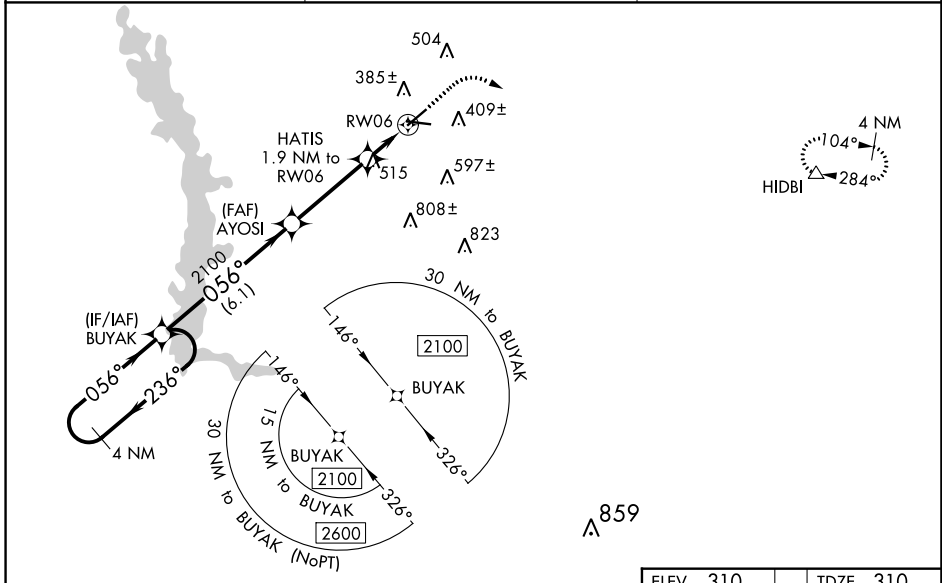 504
385±
RW06
409±
HATIS
1.9 NM to
RW06
515
597±
4 NM
104°
284°
HIDBI
(FAF)
AYOSI
808±
823
2100
056°
(6.1)
(IF/IAF)
BUYAK
056°
236°
4 NM
30 NM to BUYAK
146°
2100
BUYAK
326°
146°
30 NM to BUYAK (NoPT)
15 NM to BUYAK
BUYAK
2100
326°
2600
859
ELEV 310
TDZE 310